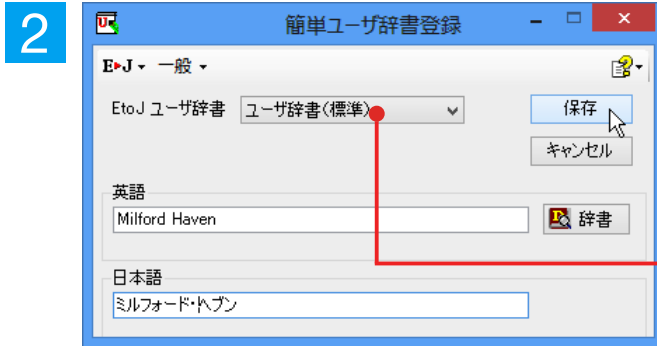 2
簡単ユーザ辞書登録
E▶J 一般
EtoJ ユーザ辞書 ユーザ辞書(標準) 保存
キャンセル
英語
Milford Haven 辞書
日本語
ミルフォード・ヘブン